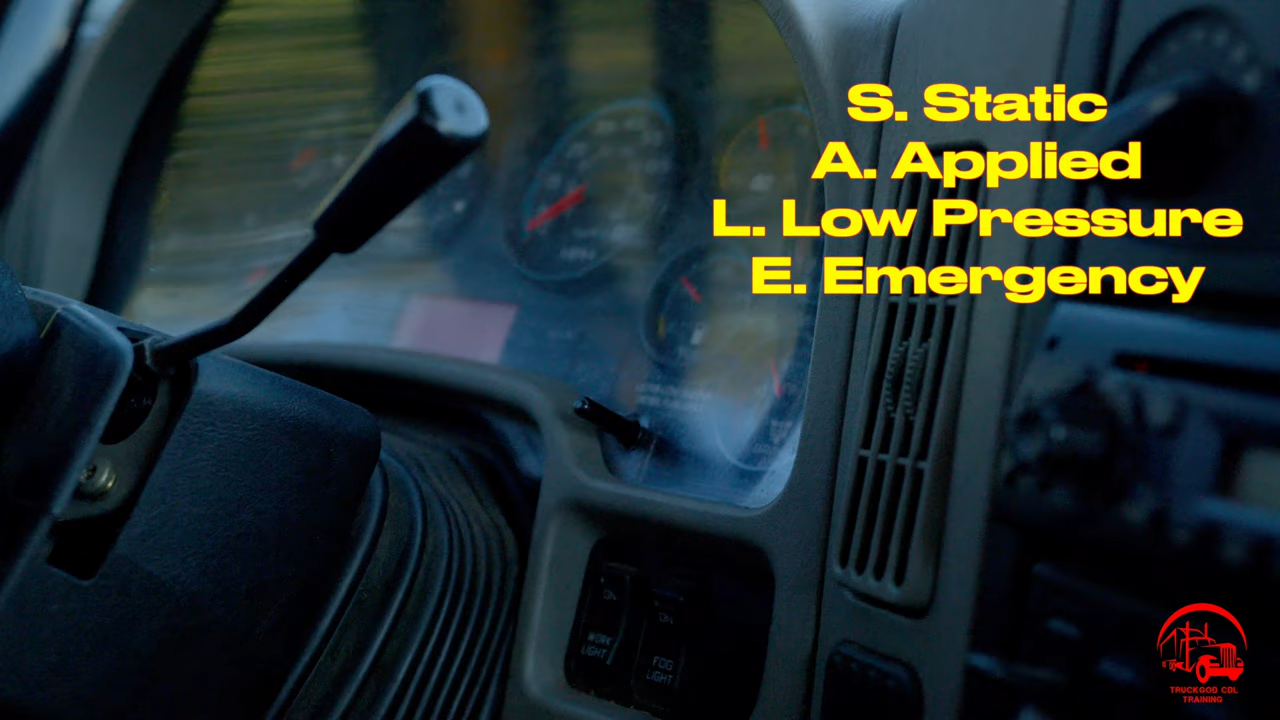 S. Static
A. Applied
L. Low Pressure
E. Emergency
ON
ON
WORK
LIGHT
FOG
LIGHT
TRUCKGOD CDL
TRAINING